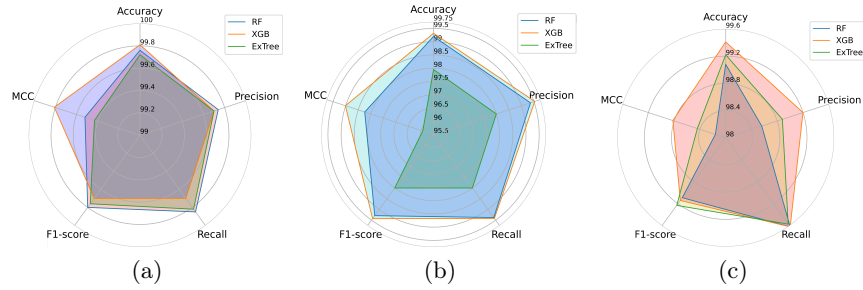 Accuracy
100
99.8
99.6
99.4
99.2
99
Precision
Recall
F1-score
MCC
RF
XGB
ExTree
(a)
Accuracy
99.75
99.5
99
98.5
98
97.5
97
96.5
96
95.5
Precision
Recall
F1-score
MCC
RF
XGB
ExTree
(b)
Accuracy
99.6
99.2
98.8
98.4
98
Precision
Recall
F1-score
MCC
RF
XGB
ExTree
(c)